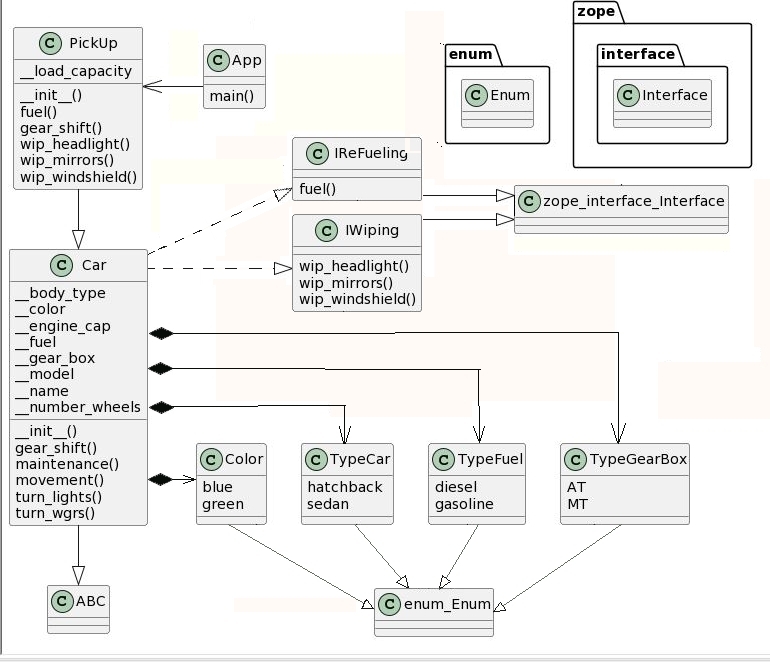 C PickUp
__load_capacity
__init__()
fuel()
gear_shift()
wip_headlight()
wip_mirrors()
wip_windshield()
C App
main()
enum
C Enum
zope
interface
C Interface
C IReFueling
fuel()
C IWiping
wip_headlight()
wip_mirrors()
wip_windshield()
C zope_interface_Interface
C Car
__body_type
__color
__engine_cap
__fuel
__gear_box
__model
__name
__number_wheels
__init__()
gear_shift()
maintenance()
movement()
turn_lights()
turn_wgrs()
C Color
blue
green
C TypeCar
hatchback
sedan
C TypeFuel
diesel
gasoline
C TypeGearBox
AT
MT
C ABC
C enum_Enum